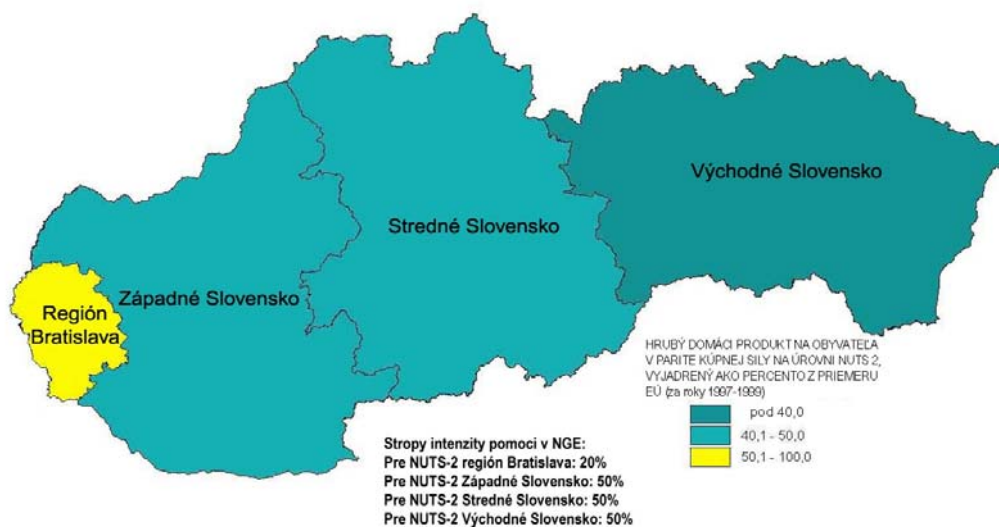 Východné Slovensko
Stredné Slovensko
Západné Slovensko
Región
Bratislava
HRUBÝ DOMÁCI PRODUKT NA OBYVATEĽA
V PARITE KÚPNEJ SILY NA ÚROVNI NUTS 2,
VYJADRENÝ AKO PERCENTO Z PRIEMERU
EÚ (za roky 1997-1999)
pod 40,0
40,1 - 50,0
50,1 - 100,0
Stropy intenzity pomoci v NGE:
Pre NUTS-2 región Bratislava: 20%
Pre NUTS-2 Západné Slovensko: 50%
Pre NUTS-2 Stredné Slovensko: 50%
Pre NUTS-2 Východné Slovensko: 50%